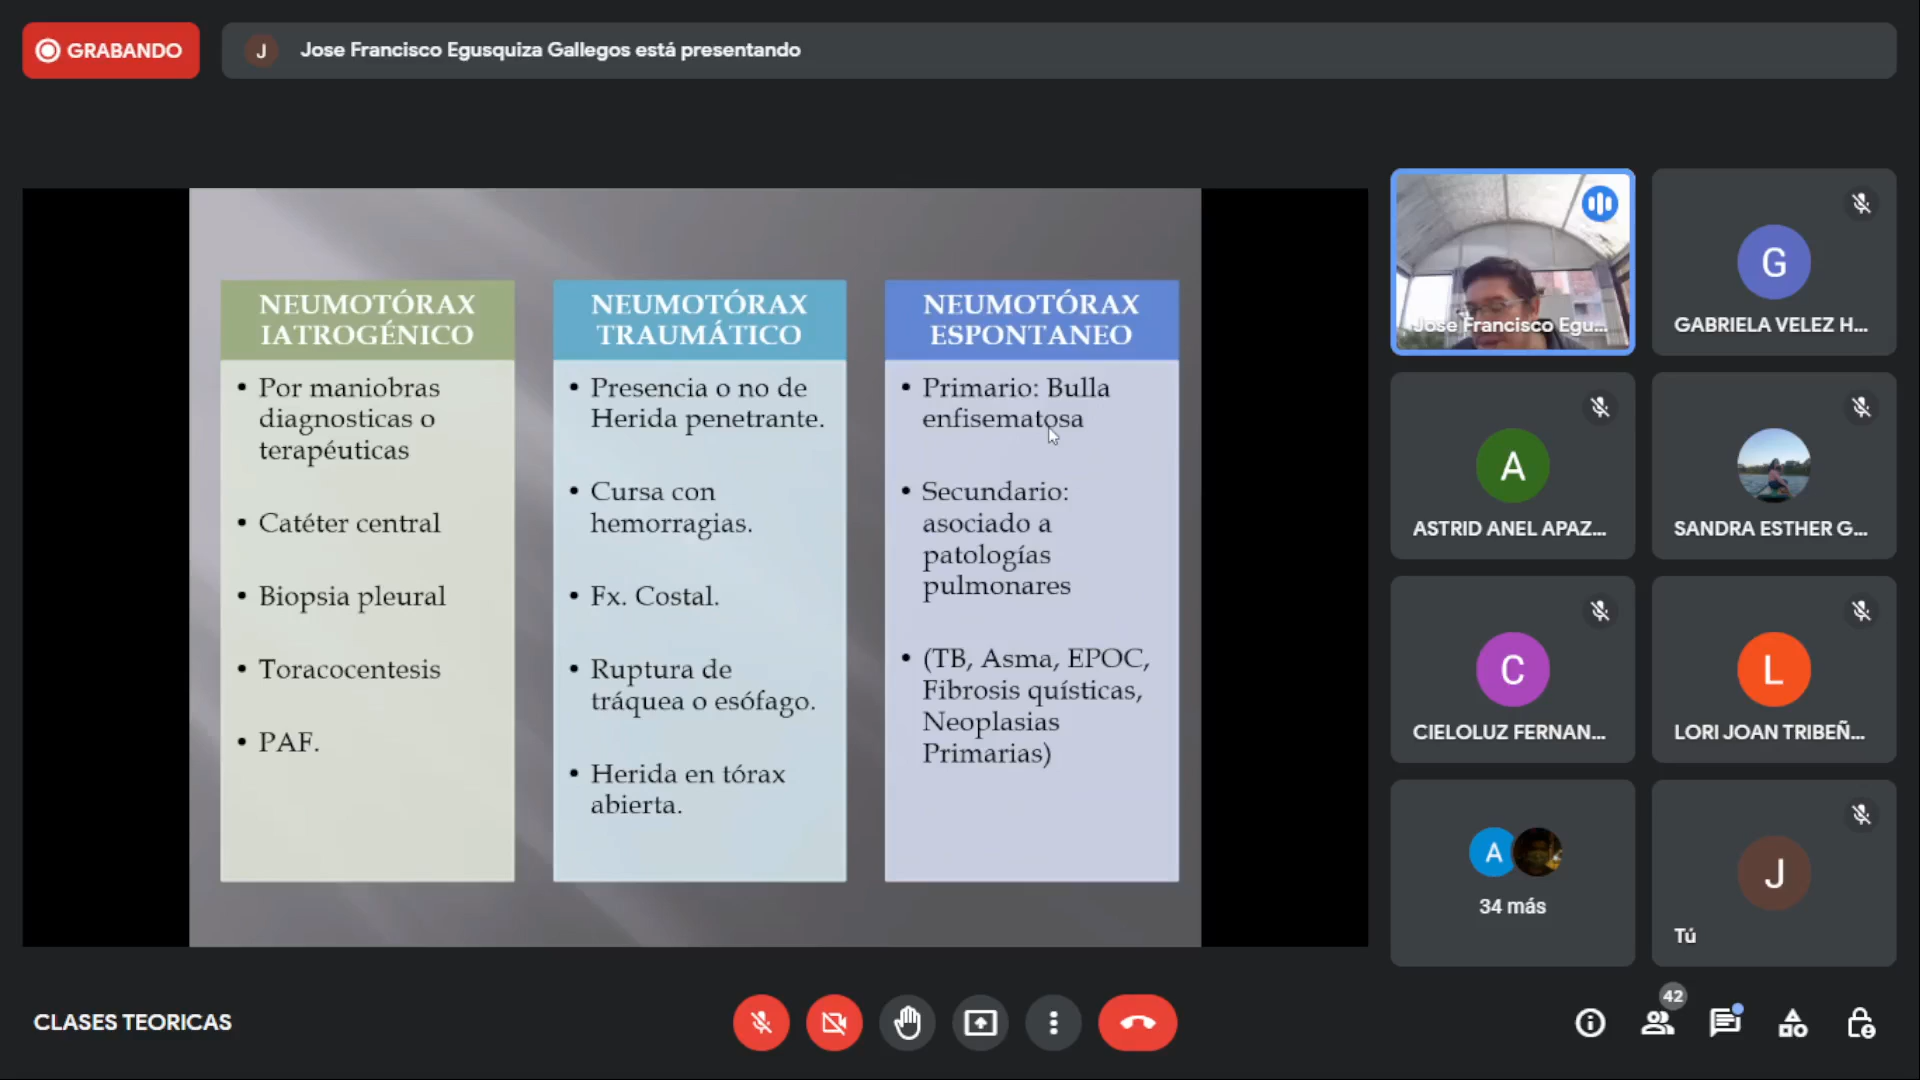 GRABANDO
J
Jose Francisco Egusquiza Gallegos está presentando
NEUMOTÓRAX
IATROGÉNICO
• Por maniobras
diagnosticas o
terapéuticas
• Catéter central
• Biopsia pleural
• Toracocentesis
• PAF.
NEUMOTÓRAX
TRAUMÁTICO
• Presencia o no de
Herida penetrante.
• Cursa con
hemorragias.
• Fx. Costal.
• Ruptura de
tráquea o esófago.
• Herida en tórax
abierta.
NEUMOTÓRAX
ESPONTANEO
• Primario: Bulla
enfisematosa
• Secundario:
asociado a
patologías
pulmonares
• (TB, Asma, EPOC,
Fibrosis quísticas,
Neoplasias
Primarias)
Jose Francisco Egu...
G
GABRIELA VELEZ H...
A
ASTRID ANEL APAZ...
SANDRA ESTHER G...
C
CIELOLUZ FERNAN...
L
LORI JOAN TRIBEÑ...
A
34 más
J
Tú
CLASES TEORICAS
42